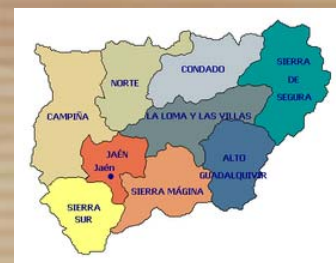 SIERRA
DE
SEGURA
CONDADO
NORTE
CAMPIÑA
LA LOMA Y LAS VILLAS
JAÉN
Jaén
ALTO
GUADALQUIVIR
SIERRA MÁGINA
SIERRA
SUR